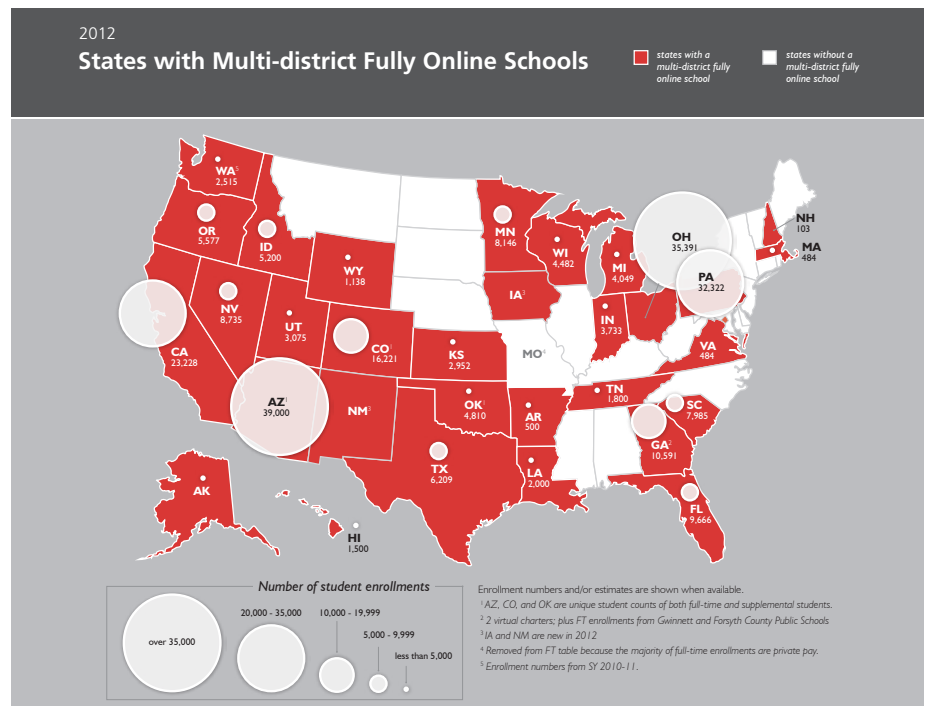 2012
States with Multi-district Fully Online Schools
states with a
multi-district fully
online school
states without a
multi-district fully
online school
WA5
2,515
OR
5,577
ID
5,200
MN
8,146
WI
4,482
MI
4,049
OH
35,391
PA
32,322
NH
103
MA
484
WY
1,138
IA3
NV
8,735
UT
3,075
CO1
16,221
CA
23,228
KS
2,952
MO4
IN
3,733
VA
484
AZ1
39,000
NM3
OK1
4,810
AR
500
TN
1,800
SC
7,985
GA2
10,591
TX
6,209
LA
2,000
FL
9,666
AK
HI
1,500
Number of student enrollments
over 35,000
20,000 - 35,000
10,000 - 19,999
5,000 - 9,999
less than 5,000
Enrollment numbers and/or estimates are shown when available.
1 AZ, CO, and OK are unique student counts of both full-time and supplemental students.
2 2 virtual charters; plus FT enrollments from Gwinnett and Forsyth County Public Schools
3 IA and NM are new in 2012
4 Removed from FT table because the majority of full-time enrollments are private pay.
5 Enrollment numbers from SY 2010-11.